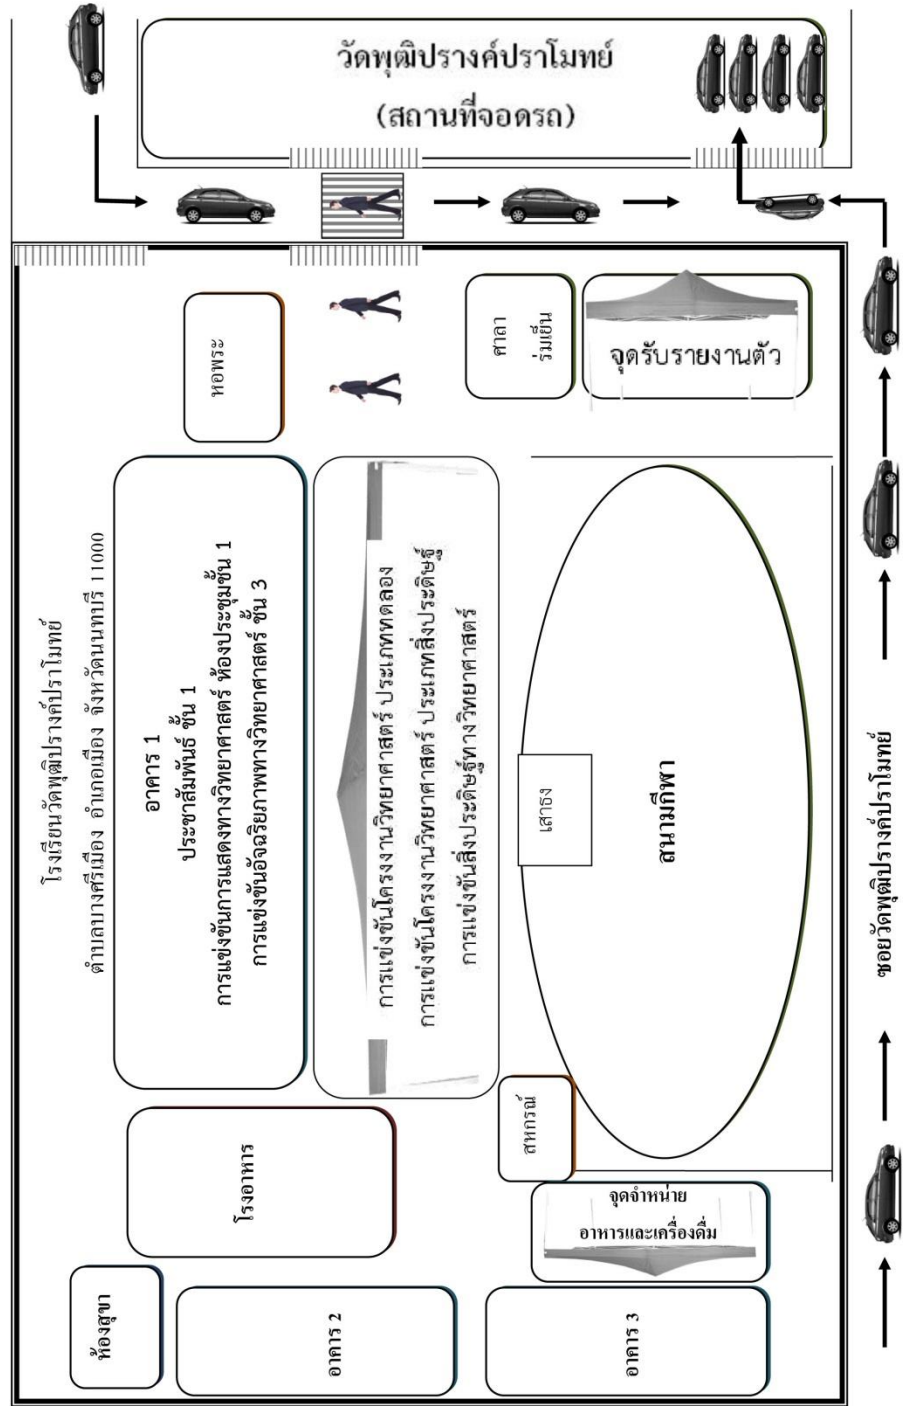 วัดพุฒิปรางค์ปราโมทย์
(สถานที่จอดรถ)
หอพระ
ศาลา
ร่มเย็น
จุดรับรายงานตัว
โรงเรียนวัดพุฒิปรางค์ปราโมทย์
ตำบลบางศรีเมือง อำเภอเมือง จังหวัดนนทบุรี 11000
อาคาร 1
ประชาสัมพันธ์ ชั้น 1
การแข่งขันการแสดงทางวิทยาศาสตร์ ห้องประชุมชั้น 1
การแข่งขันอัจฉริยภาพทางวิทยาศาสตร์ ชั้น 3
การแข่งขันโครงงานวิทยาศาสตร์ ประเภททดลอง
การแข่งขันโครงงานวิทยาศาสตร์ ประเภทสิ่งประดิษฐ์
การแข่งขันสิ่งประดิษฐ์ทางวิทยาศาสตร์
เสาธง
สนามกีฬา
ซอยวัดพุฒิปรางค์ปราโมทย์
สหกรณ์
โรงอาหาร
จุดจำหน่าย
อาหารและเครื่องดื่ม
ห้องสุขา
อาคาร 2
อาคาร 3